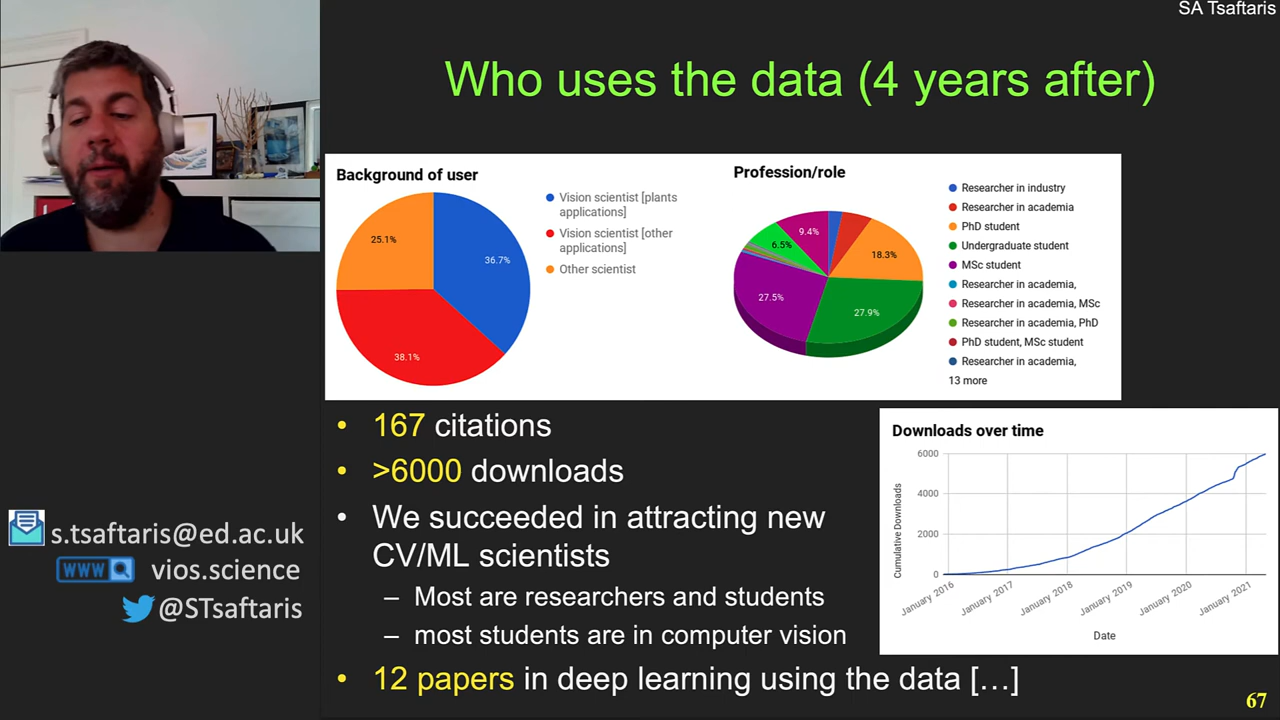 SA Tsaftaris
Who uses the data (4 years after)
Background of user
25.1%
36.7%
38.1%
Vision scientist [plants
applications]
Vision scientist [other
applications]
Other scientist
Profession/role
9.4%
6.5%
18.3%
27.5%
27.9%
Researcher in industry
Researcher in academia
PhD student
Undergraduate student
MSc student
Researcher in academia,
Researcher in academia, MSc
Researcher in academia, PhD
PhD student, MSc student
Researcher in academia,
13 more
• 167 citations
• >6000 downloads
• We succeeded in attracting new
CV/ML scientists
– Most are researchers and students
– most students are in computer vision
• 12 papers in deep learning using the data […]
Downloads over time
Cumulative Downloads
6000
4000
2000
0
January 2016
January 2017
January 2018
January 2019
January 2020
January 2021
Date
s.tsaftaris@ed.ac.uk
WWW
vios.science
@STsaftaris
67